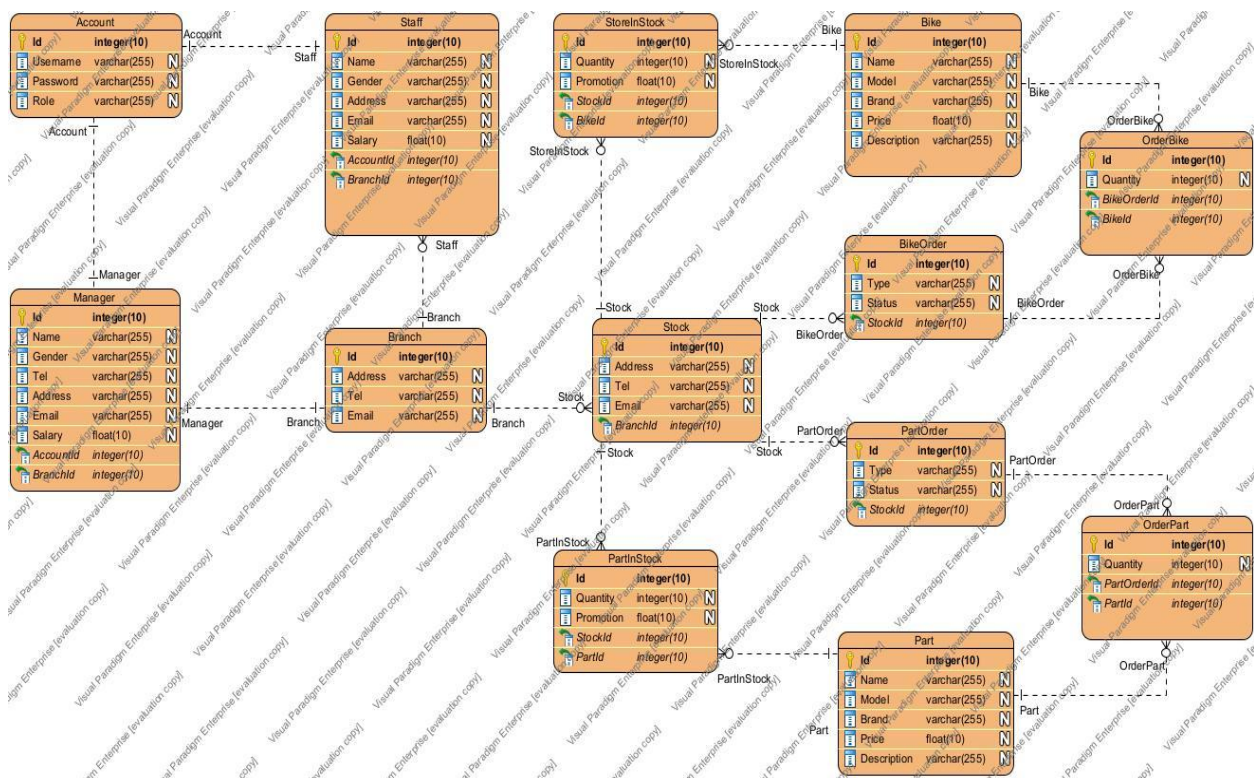 Account
Id integer(10)
Username varchar(255) N
Password varchar(255) N
Role varchar(255) N
Account
Staff
Account
Manager
Staff
Id integer(10)
Name varchar(255) N
Gender varchar(255) N
Address varchar(255) N
Email varchar(255) N
Salary float(10) N
AccountId integer(10)
BranchId integer(10)
Staff
Branch
StoreInStock
Id integer(10)
Quantity integer(10) N
Promotion float(10) N
StockId integer(10)
BikeId integer(10)
StoreInStock
Bike
StoreInStock
Stock
Bike
Id integer(10)
Name varchar(255) N
Model varchar(255) N
Brand varchar(255) N
Price float(10) N
Description varchar(255) N
Bike
OrderBike
OrderBike
Id integer(10)
Quantity integer(10) N
BikeOrderId integer(10)
BikeId integer(10)
OrderBike
BikeOrder
BikeOrder
Id integer(10)
Type varchar(255) N
Status varchar(255) N
StockId integer(10)
Stock
BikeOrder
Manager
Id integer(10)
Name varchar(255) N
Gender varchar(255) N
Tel varchar(255) N
Address varchar(255) N
Email varchar(255) N
Salary float(10) N
AccountId integer(10)
BranchId integer(10)
Manager
Branch
Branch
Id integer(10)
Address varchar(255) N
Tel varchar(255) N
Email varchar(255) N
Branch
Stock
Stock
Id integer(10)
Address varchar(255) N
Tel varchar(255) N
Email varchar(255) N
BranchId integer(10)
Stock
PartOrder
Stock
PartInStock
PartOrder
Id integer(10)
Type varchar(255) N
Status varchar(255) N
StockId integer(10)
PartOrder
OrderPart
OrderPart
Id integer(10)
Quantity integer(10) N
PartOrderId integer(10)
PartId integer(10)
OrderPart
Part
PartInStock
Id integer(10)
Quantity integer(10) N
Promotion float(10) N
StockId integer(10)
PartId integer(10)
PartInStock
Part
Part
Id integer(10)
Name varchar(255) N
Model varchar(255) N
Brand varchar(255) N
Price float(10) N
Description varchar(255) N
Visual Paradigm Enterprise [evaluation copy]